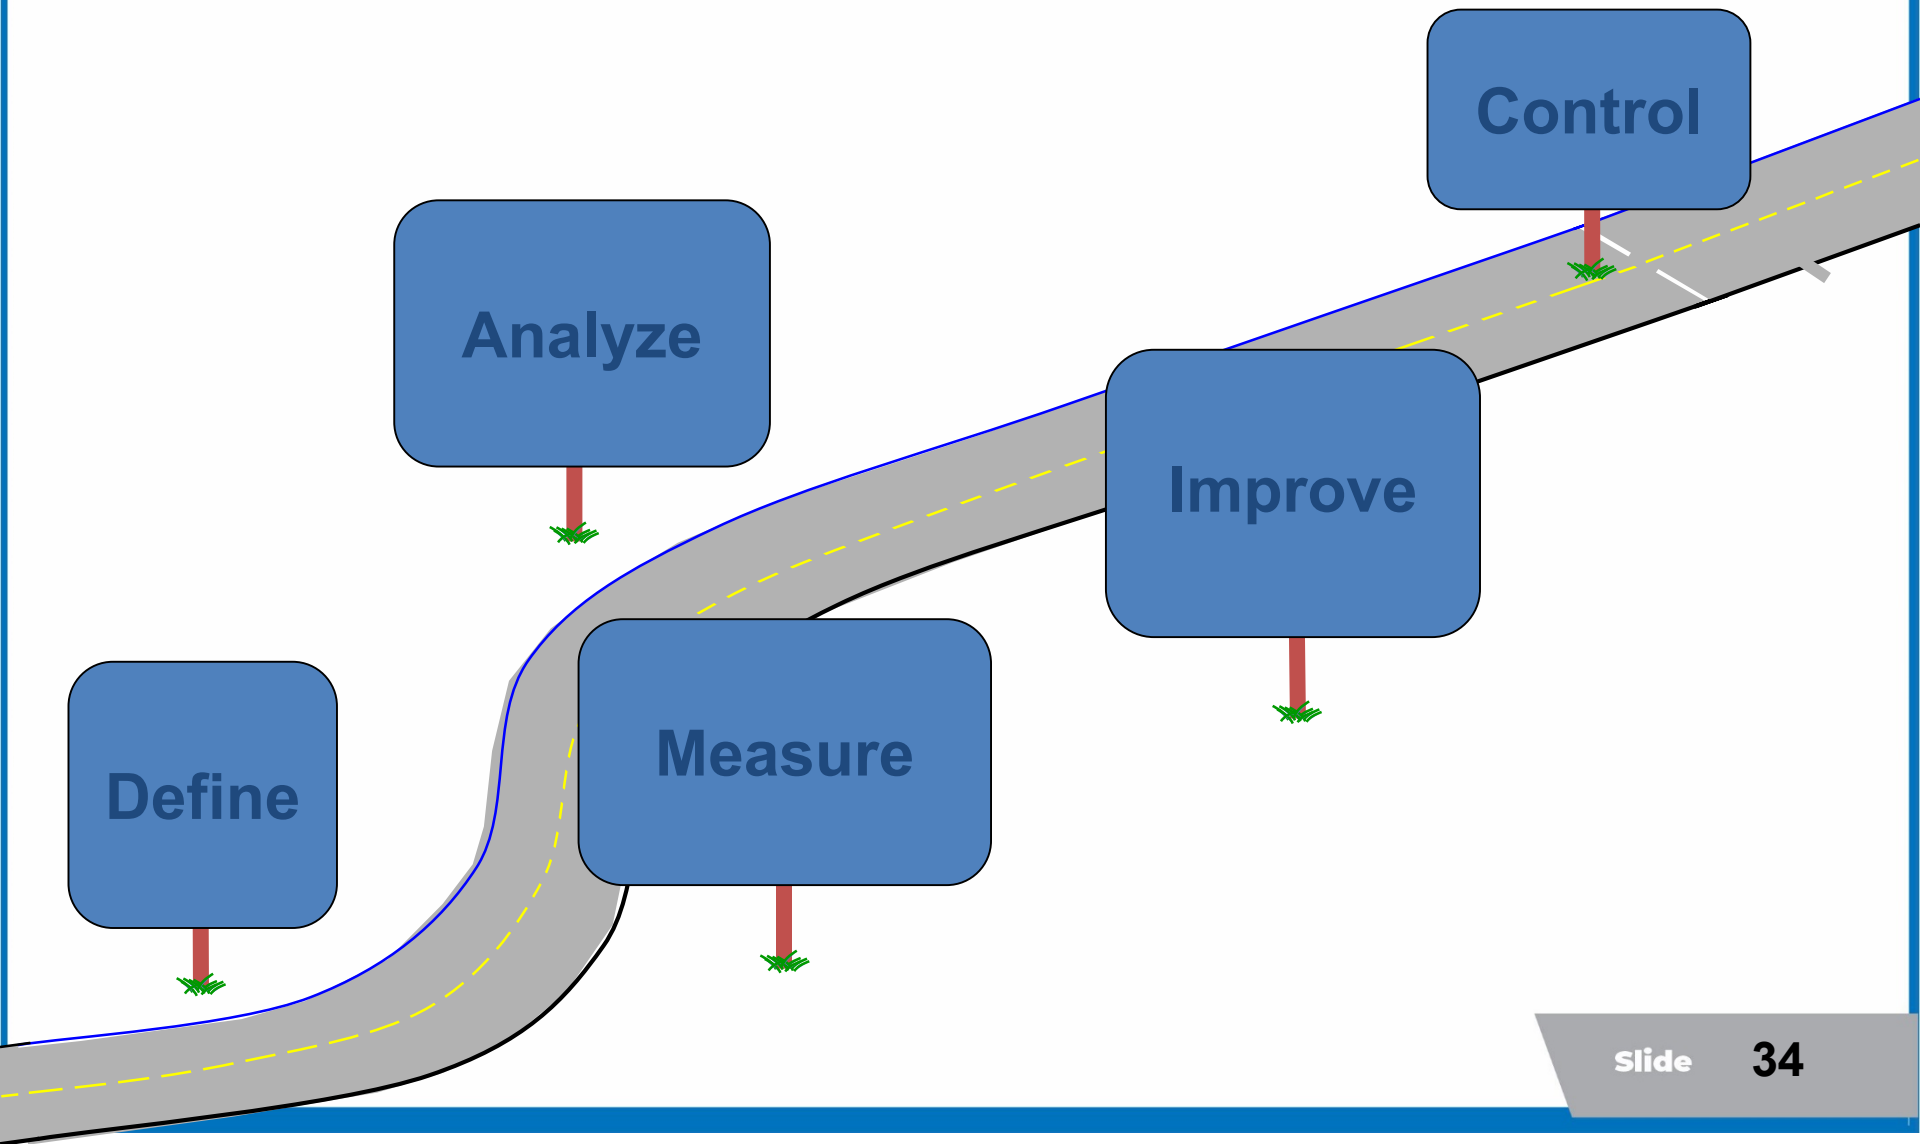 Control
Analyze
Improve
Measure
Define
Slide 34